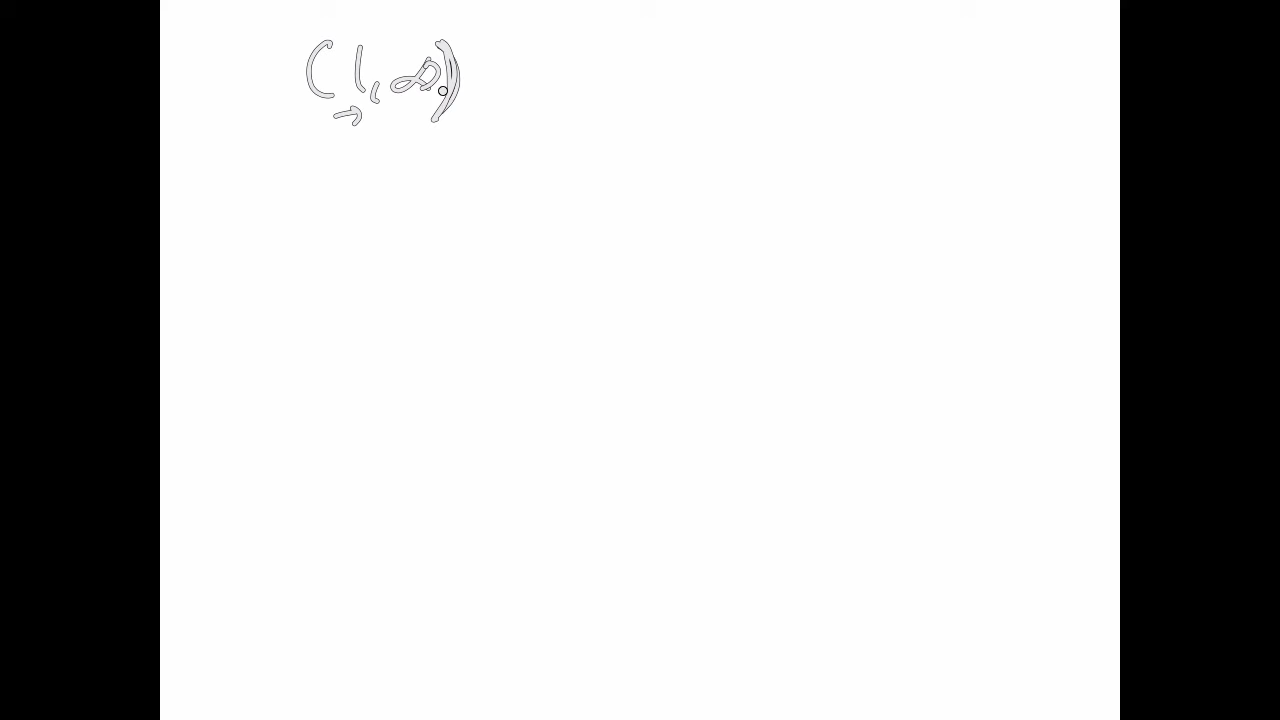 (1, ∞)
→